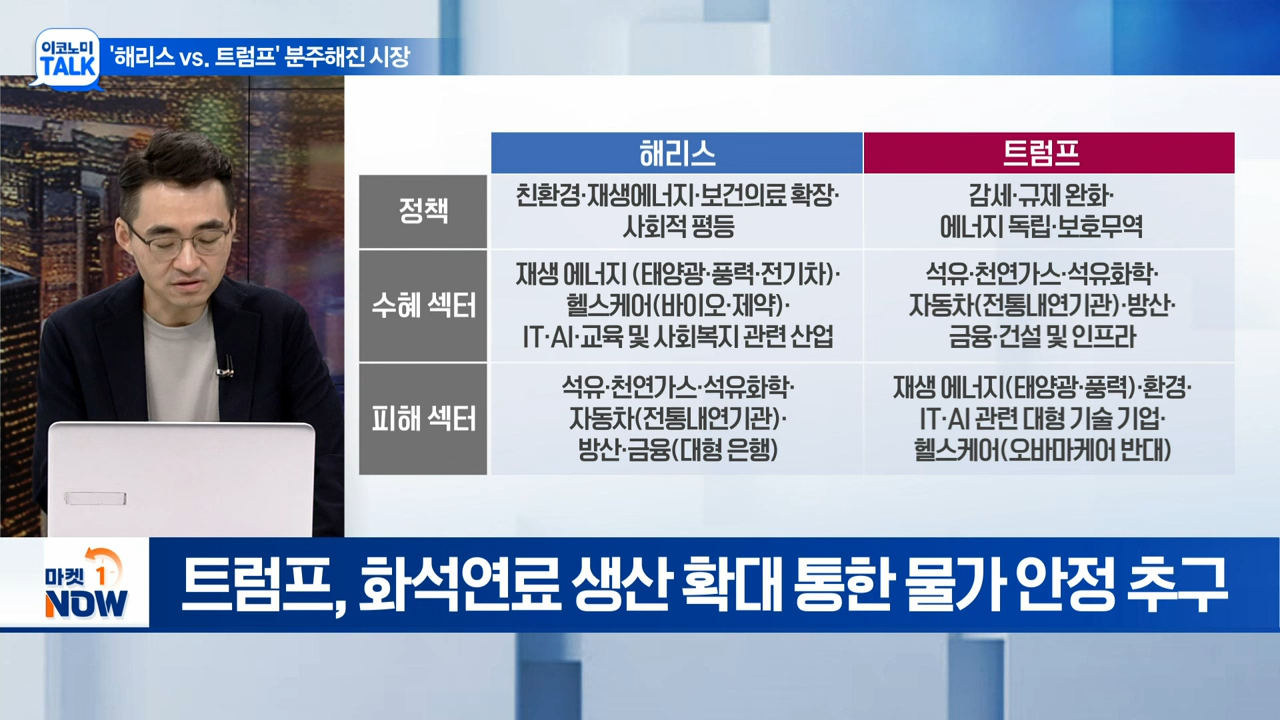 이코노미
TALK
'해리스 vs. 트럼프' 분주해진 시장
해리스
트럼프
정책
친환경·재생에너지·보건의료 확장·
사회적 평등
감세·규제 완화·
에너지 독립·보호무역
수혜 섹터
재생 에너지 (태양광·풍력·전기차)·
헬스케어(바이오·제약)·
IT·AI·교육 및 사회복지 관련 산업
석유·천연가스·석유화학·
자동차(전통내연기관)·방산·
금융·건설 및 인프라
피해 섹터
석유·천연가스·석유화학·
자동차(전통내연기관)·
방산·금융(대형 은행)
재생 에너지(태양광·풍력)·환경·
IT·AI 관련 대형 기술 기업·
헬스케어(오바마케어 반대)
마켓 1
NOW
트럼프, 화석연료 생산 확대 통한 물가 안정 추구